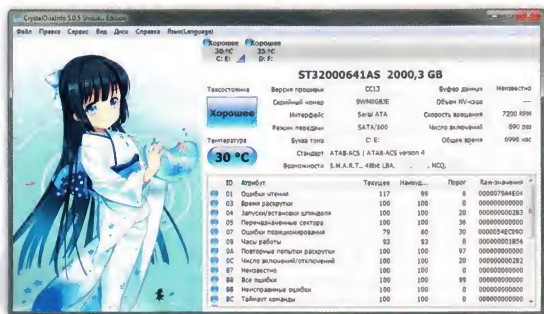 CrystalDiskInfo 5.0.5 Shizuku Edition
Файл Правка Сервис Вид Диск Справка Язык(Language)
Хорошее Хорошее
30 °C 35 °C
C: E: D: F:
ST32000641AS 2000,3 GB
Техсостояние Версия прошивки CC13 Буфер данных Неизвестно
Хорошее Серийный номер 9WM0GB3E Объем NV-кэша ----
Интерфейс Serial ATA Скорость вращения 7200 RPM
Режим передачи SATA/600 Число включений 690 раз
Температура Буква тома C: E: Общее время 6998 час
30 °C Стандарт ATA8-ACS | ATA8-ACS version 4
Возможности S.M.A.R.T., 48bit LBA, , , NCQ,
ID Атрибут Текущее Наихуд... Порог Raw-значения
01 Ошибки чтения 117 99 6 0000079A4E04
03 Время раскрутки 100 100 0 000000000000
04 Запуски/остановки шпинделя 100 100 20 0000000002B3
05 Переназначенные сектора 100 100 36 000000000000
07 Ошибки позиционирования 79 60 30 0000054EC093
09 Часы работы 93 93 0 000000001B56
0A Повторные попытки раскрутки 100 100 97 000000000000
0C Число включений/отключений 100 100 20 0000000002B2
B7 Неизвестно 100 100 0 000000000000
B8 Все ошибки 100 100 99 000000000000
BB Неисправимые ошибки 100 100 0 000000000000
BC Таймаут команды 100 100 0 000000000000